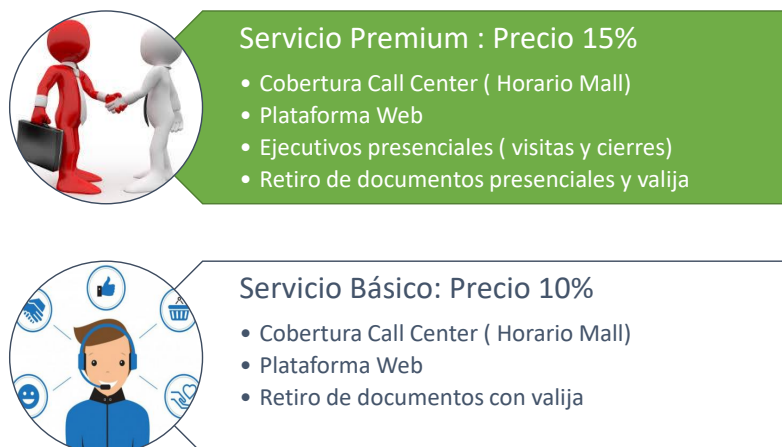 Servicio Premium : Precio 15%
• Cobertura Call Center ( Horario Mall)
• Plataforma Web
• Ejecutivos presenciales ( visitas y cierres)
• Retiro de documentos presenciales y valija
Servicio Básico: Precio 10%
• Cobertura Call Center ( Horario Mall)
• Plataforma Web
• Retiro de documentos con valija